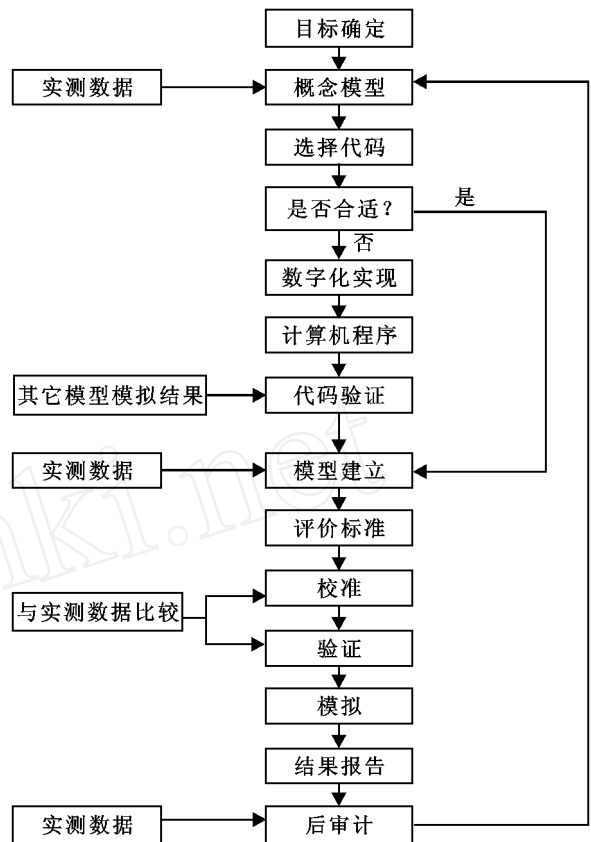 目标确定
实测数据
概念模型
选择代码
是否合适?
是
否
数字化实现
计算机程序
其它模型模拟结果
代码验证
实测数据
模型建立
评价标准
校准
与实测数据比较
验证
模拟
结果报告
实测数据
后审计
nki.net